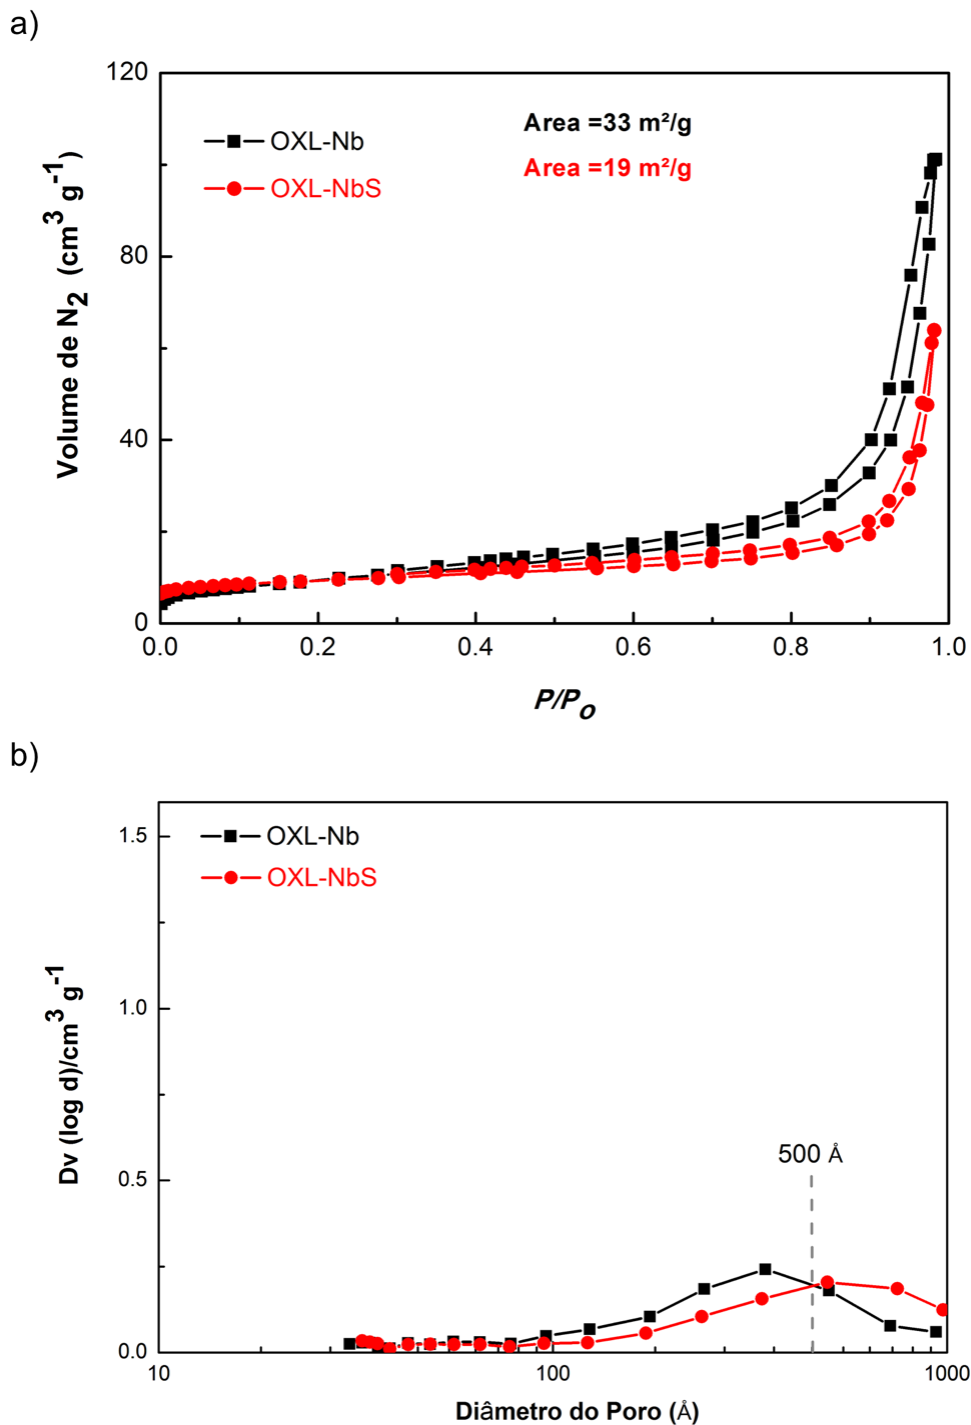 a)
120
80
40
0
Volume de N2 (cm3 g-1)
OXL-Nb
OXL-NbS
Area =33 m²/g
Area =19 m²/g
0.0 0.2 0.4 0.6 0.8 1.0
P/Po
b)
1.5
1.0
0.5
0.0
Dv (log d)/cm3 g-1
OXL-Nb
OXL-NbS
500 Å
10 100 1000
Diâmetro do Poro (Å)